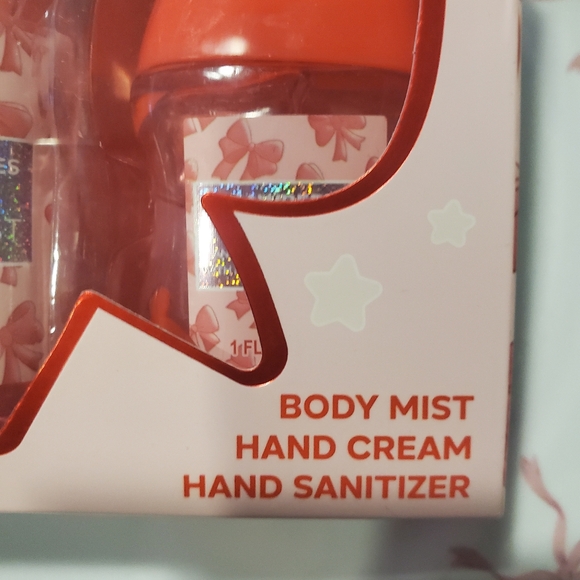 1 FL
BODY MIST
HAND CREAM
HAND SANITIZER